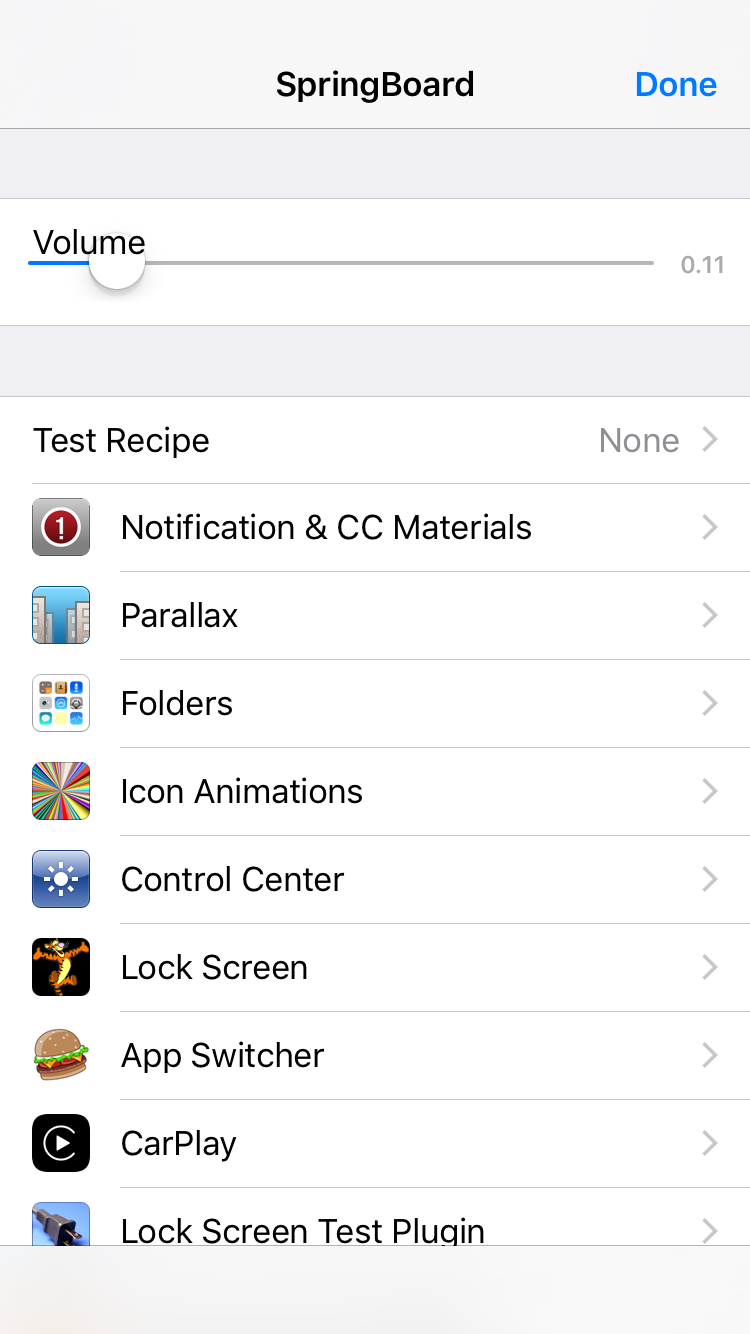 SpringBoard
Done
Volume
0.11
Test Recipe
None
Notification & CC Materials
Parallax
Folders
Icon Animations
Control Center
Lock Screen
App Switcher
CarPlay
Lock Screen Test Plugin